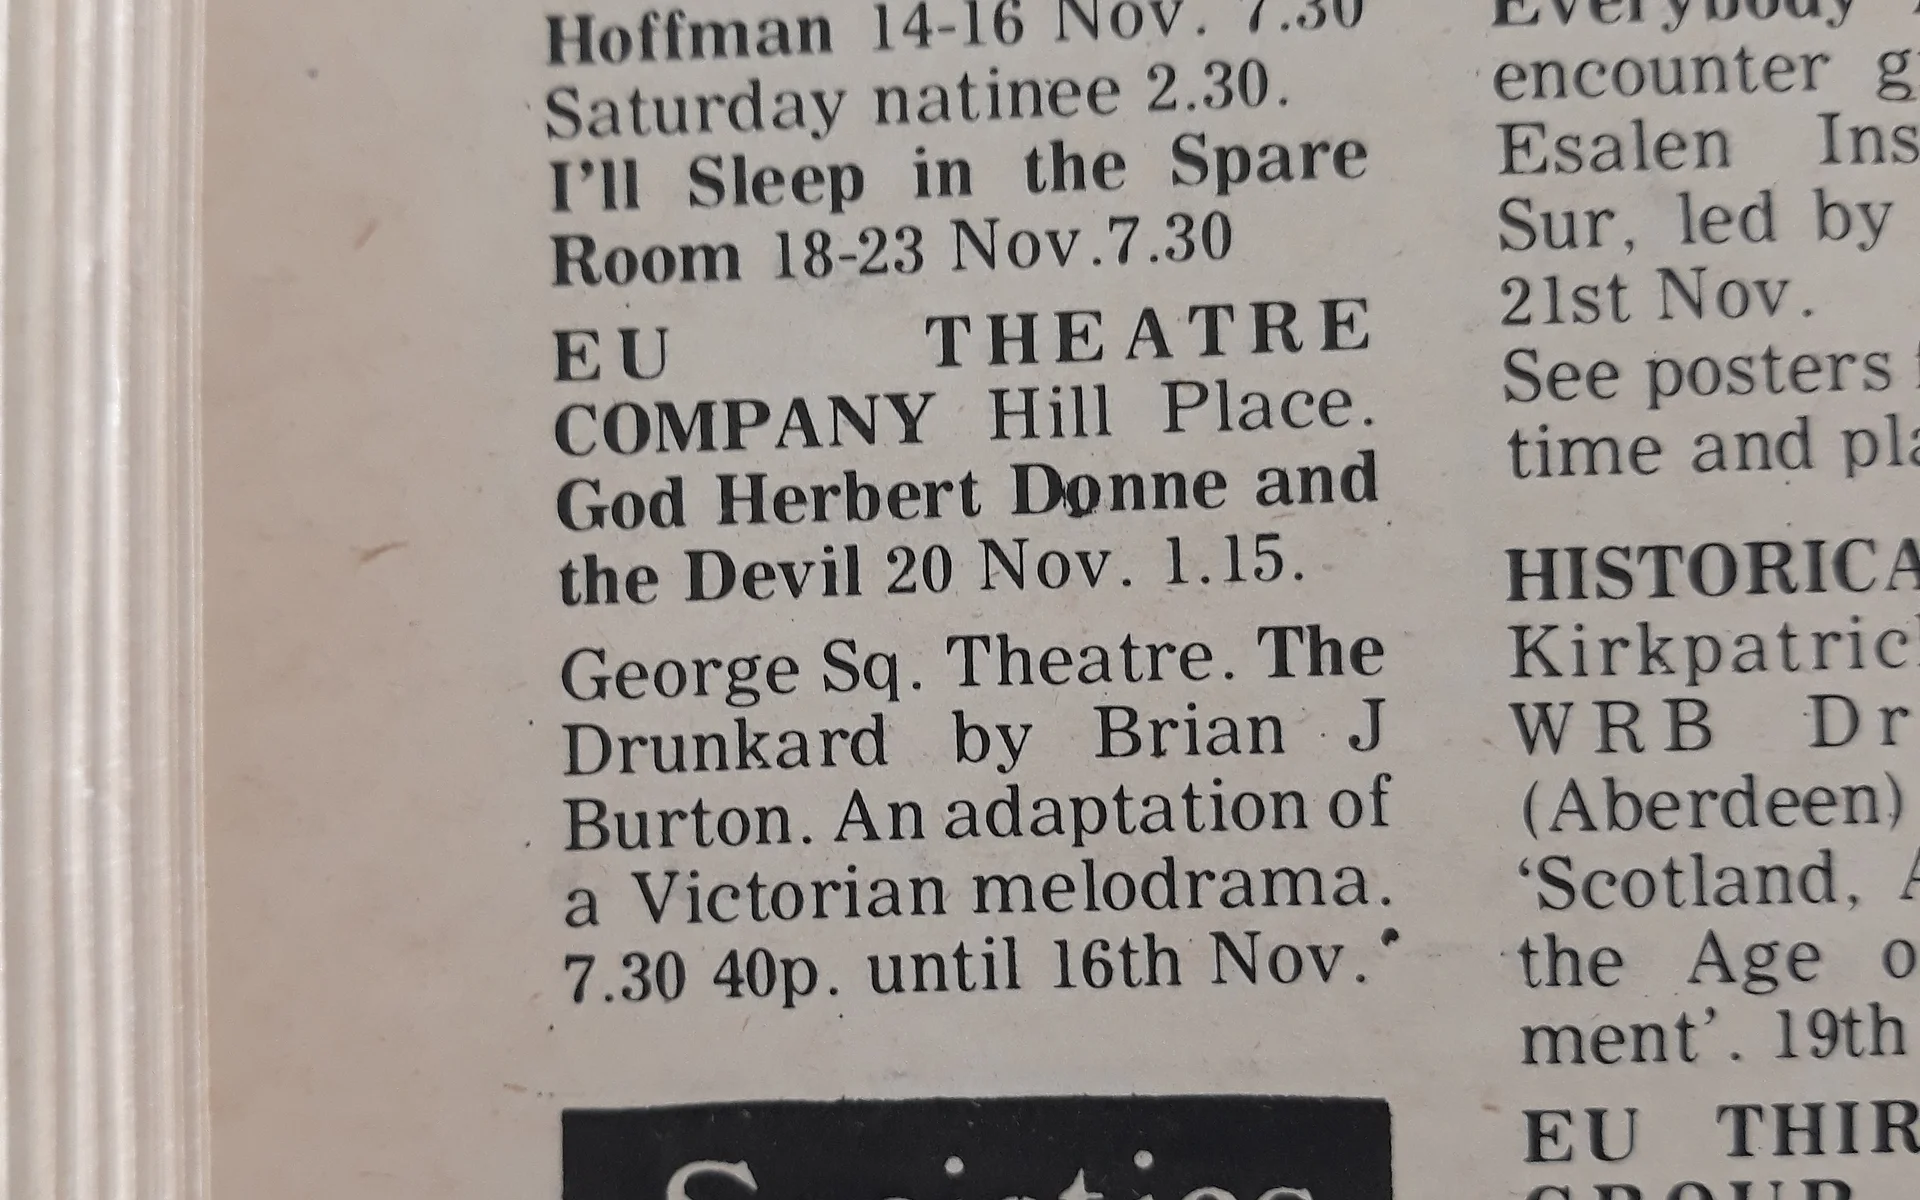 Hoffman 14-16 Nov. 7.30
Saturday natinee 2.30.
I'll Sleep in the Spare
Room 18-23 Nov.7.30
EU THEATRE
COMPANY Hill Place.
God Herbert Donne and
the Devil 20 Nov. 1.15.
George Sq. Theatre. The
Drunkard by Brian J
Burton. An adaptation of
a Victorian melodrama.
7.30 40p. until 16th Nov.
Everybody
encounter
Esalen
Sur, led by
21st Nov.
See posters
time and
Kirkpatrick
WRB
(Aberdeen)
‘Scotland,
the Age
ment’. 19th
EU
GROUP